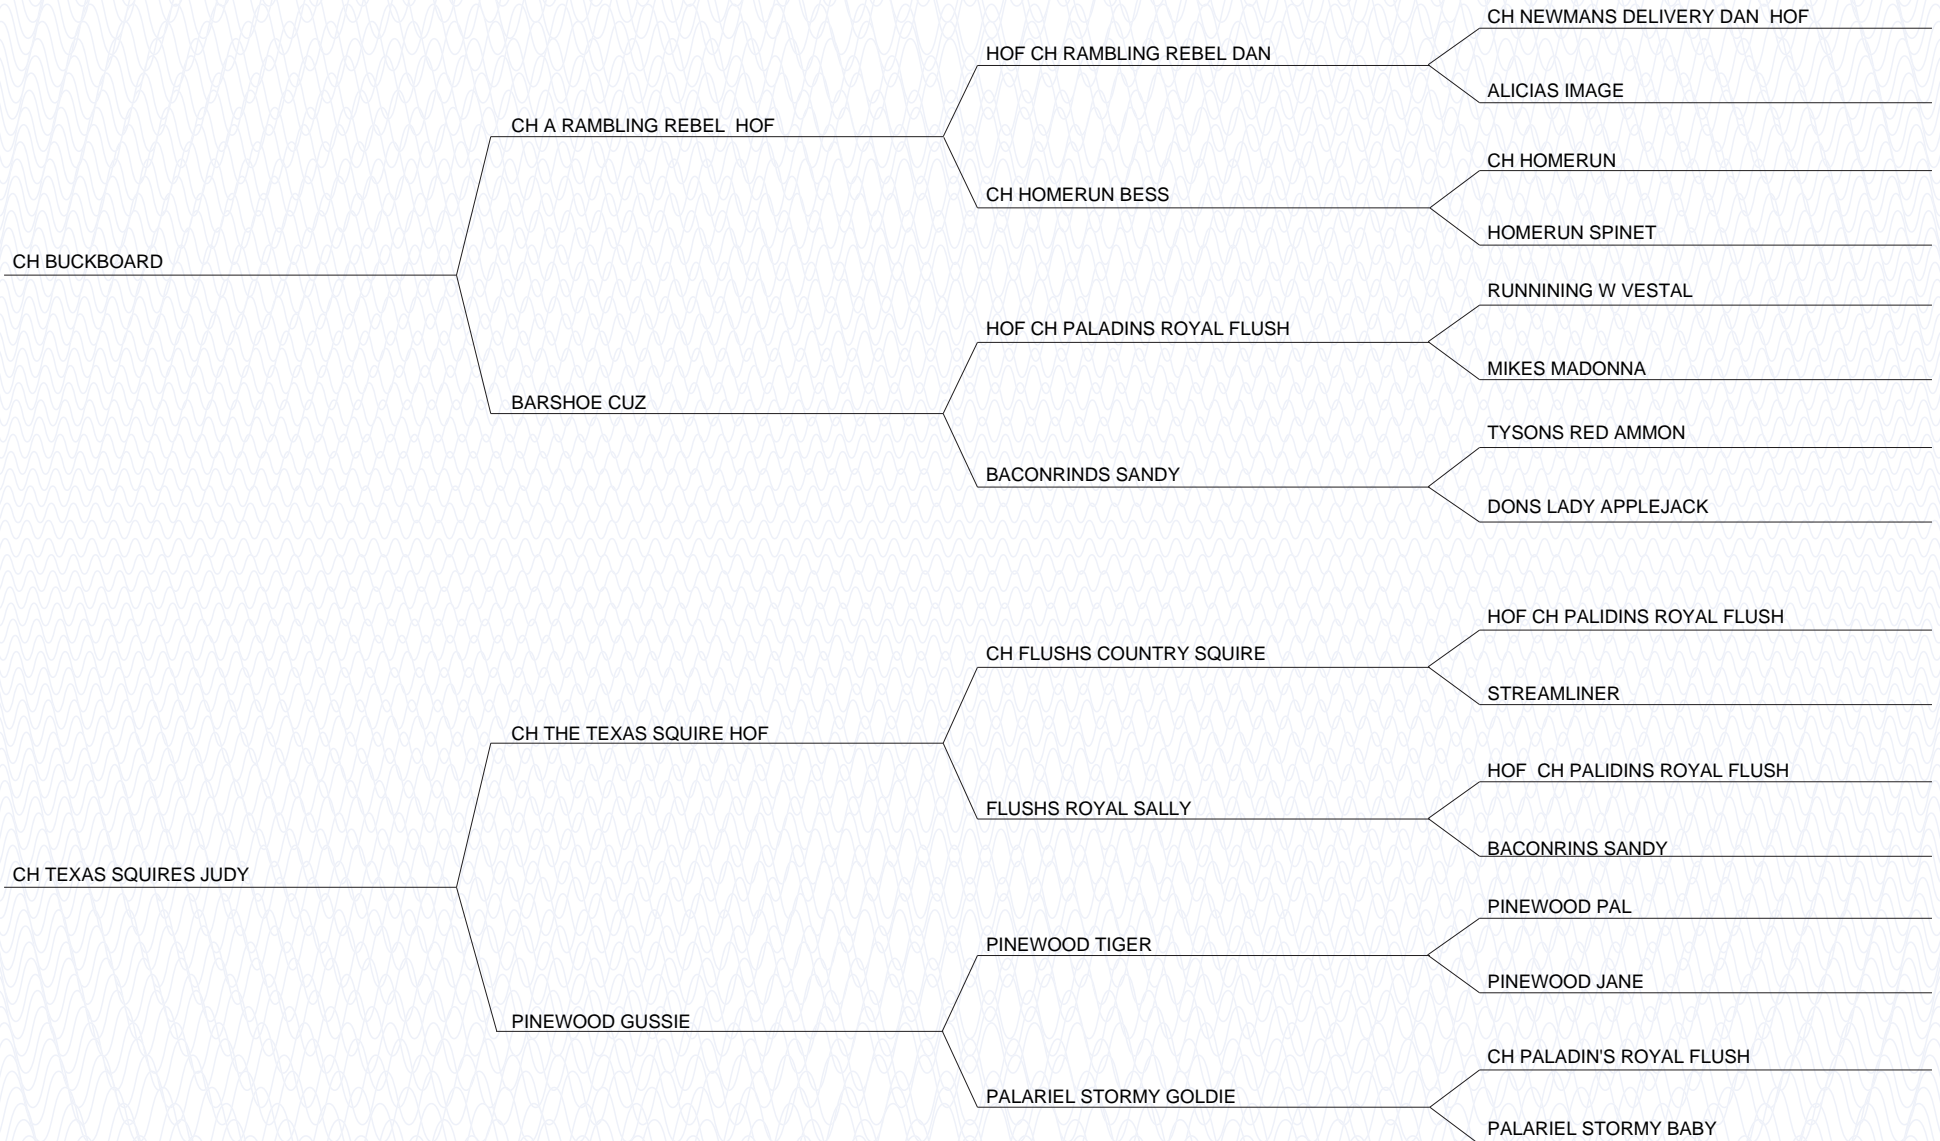 CH NEWMANS DELIVERY DAN  HOF
HOF CH RAMBLING REBEL DAN
ALICIAS IMAGE
CH A RAMBLING REBEL  HOF
CH HOMERUN
CH HOMERUN BESS
HOMERUN SPINET
CH BUCKBOARD
RUNNINING W VESTAL
HOF CH PALADINS ROYAL FLUSH
MIKES MADONNA
BARSHOE CUZ
TYSONS RED AMMON
BACONRINDS SANDY
DONS LADY APPLEJACK
HOF CH PALIDINS ROYAL FLUSH
CH FLUSHS COUNTRY SQUIRE
STREAMLINER
CH THE TEXAS SQUIRE HOF
HOF  CH PALIDINS ROYAL FLUSH
FLUSHS ROYAL SALLY
BACONRINS SANDY
CH TEXAS SQUIRES JUDY
PINEWOOD PAL
PINEWOOD TIGER
PINEWOOD JANE
PINEWOOD GUSSIE
CH PALADIN'S ROYAL FLUSH
PALARIEL STORMY GOLDIE
PALARIEL STORMY BABY